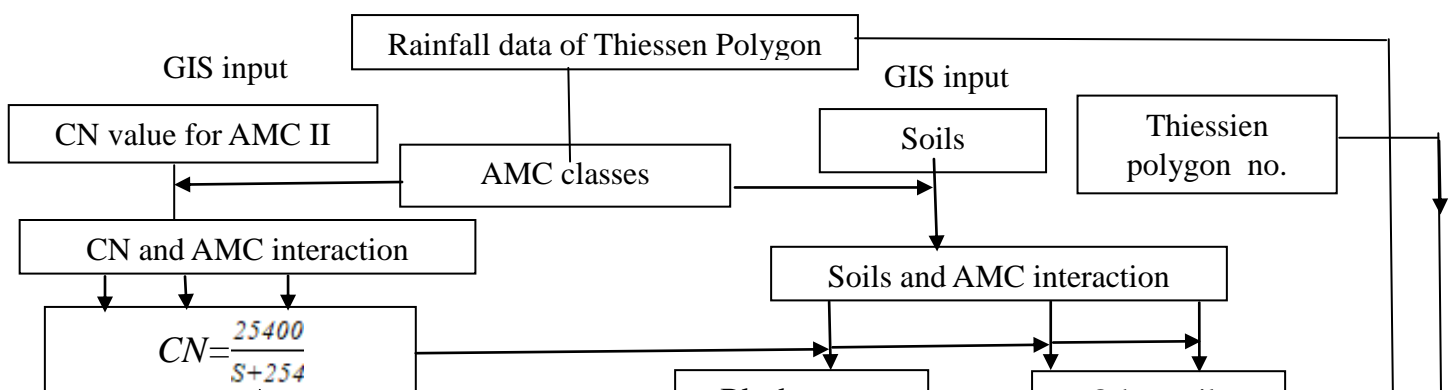 Rainfall data of Thiessen Polygon
GIS input
GIS input
CN value for AMC II
Soils
Thiessien
polygon no.
AMC classes
CN and AMC interaction
Soils and AMC interaction
CN=25400/S+254